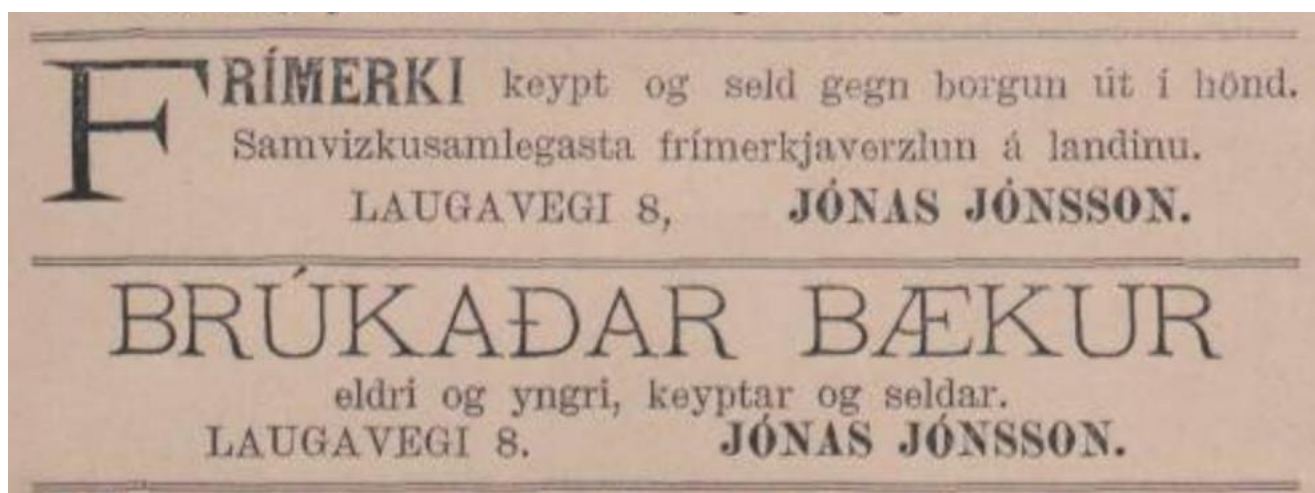 FRÍMERKI keypt og seld gegn borgun út í hönd.
Samvizkusamlegasta frímerkjaverzlun á landinu.
LAUGAVEGI 8, JÓNAS JÓNSSON.
BRÚKAÐAR BÆKUR
eldri og yngri, keyptar og seldar.
LAUGAVEGI 8. JÓNAS JÓNSSON.